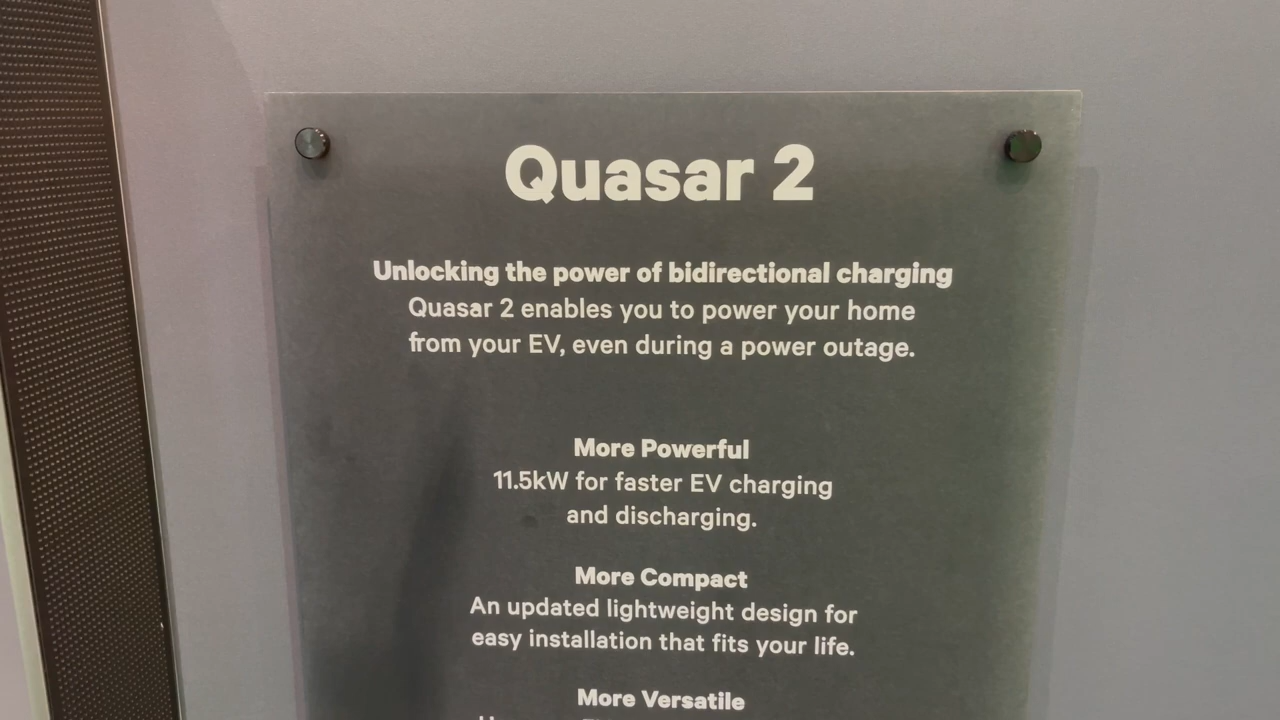 Quasar 2
Unlocking the power of bidirectional charging
Quasar 2 enables you to power your home
from your EV, even during a power outage.
More Powerful
11.5kW for faster EV charging
and discharging.
More Compact
An updated lightweight design for
easy installation that fits your life.
More Versatile